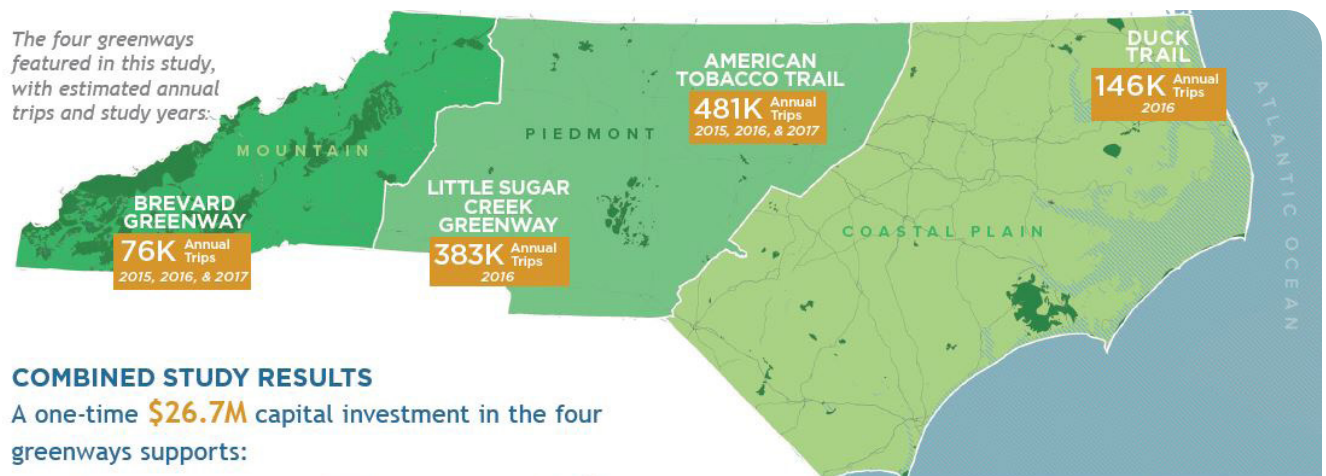 The four greenways
featured in this study,
with estimated annual
trips and study years:
MOUNTAIN
BREVARD
GREENWAY
76K Annual Trips
2015, 2016, & 2017
PIEDMONT
LITTLE SUGAR
CREEK
GREENWAY
383K Annual Trips
2016
AMERICAN
TOBACCO TRAIL
481K Annual Trips
2015, 2016, & 2017
DUCK
TRAIL
146K Annual Trips
2016
COASTAL PLAIN
ATLANTIC OCEAN
COMBINED STUDY RESULTS
A one-time $26.7M capital investment in the four
greenways supports: